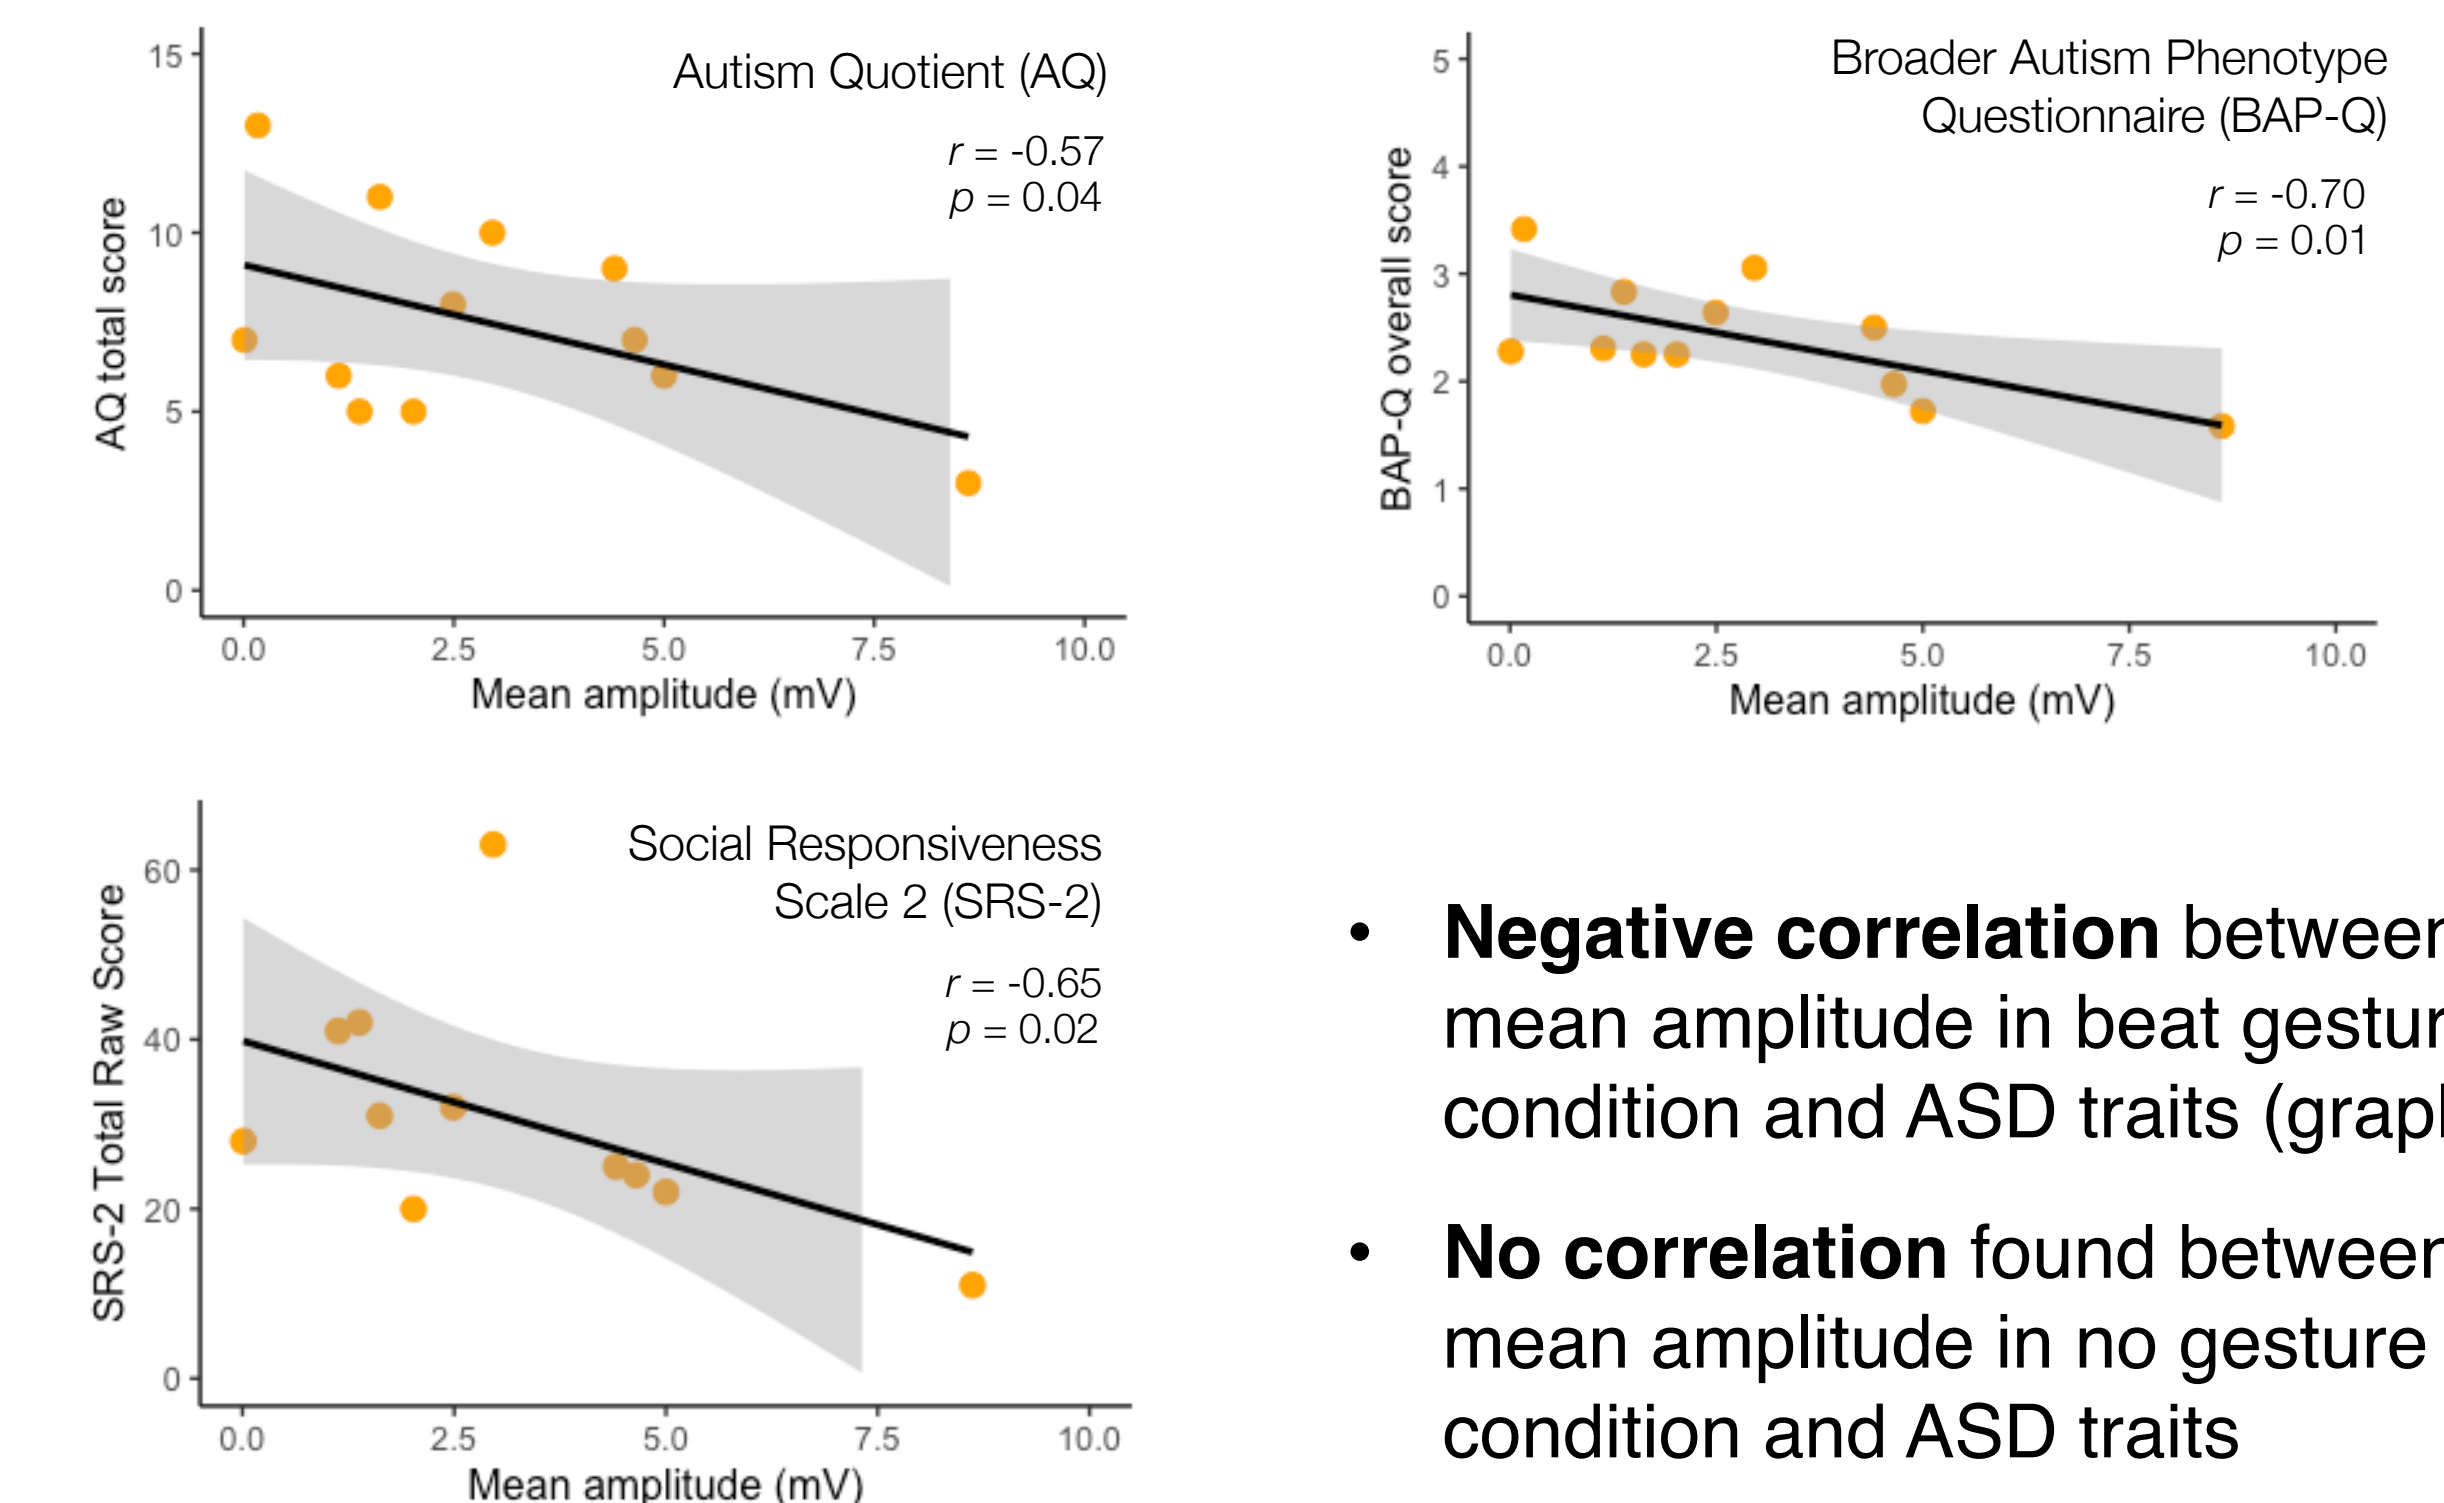 Autism Quotient (AQ)
r = -0.57
p = 0.04
15
10
5
0
AQ total score
0.0 2.5 5.0 7.5 10.0
Mean amplitude (mV)
Broader Autism Phenotype
Questionnaire (BAP-Q)
r = -0.70
p = 0.01
5
4
3
2
1
0
BAP-Q overall score
0.0 2.5 5.0 7.5 10.0
Mean amplitude (mV)
Social Responsiveness
Scale 2 (SRS-2)
r = -0.65
p = 0.02
60
40
20
0
SRS-2 Total Raw Score
0.0 2.5 5.0 7.5 10.0
Mean amplitude (mV)
• Negative correlation between
mean amplitude in beat
condition and ASD traits
• No correlation found between
mean amplitude in no gesture
condition and ASD traits